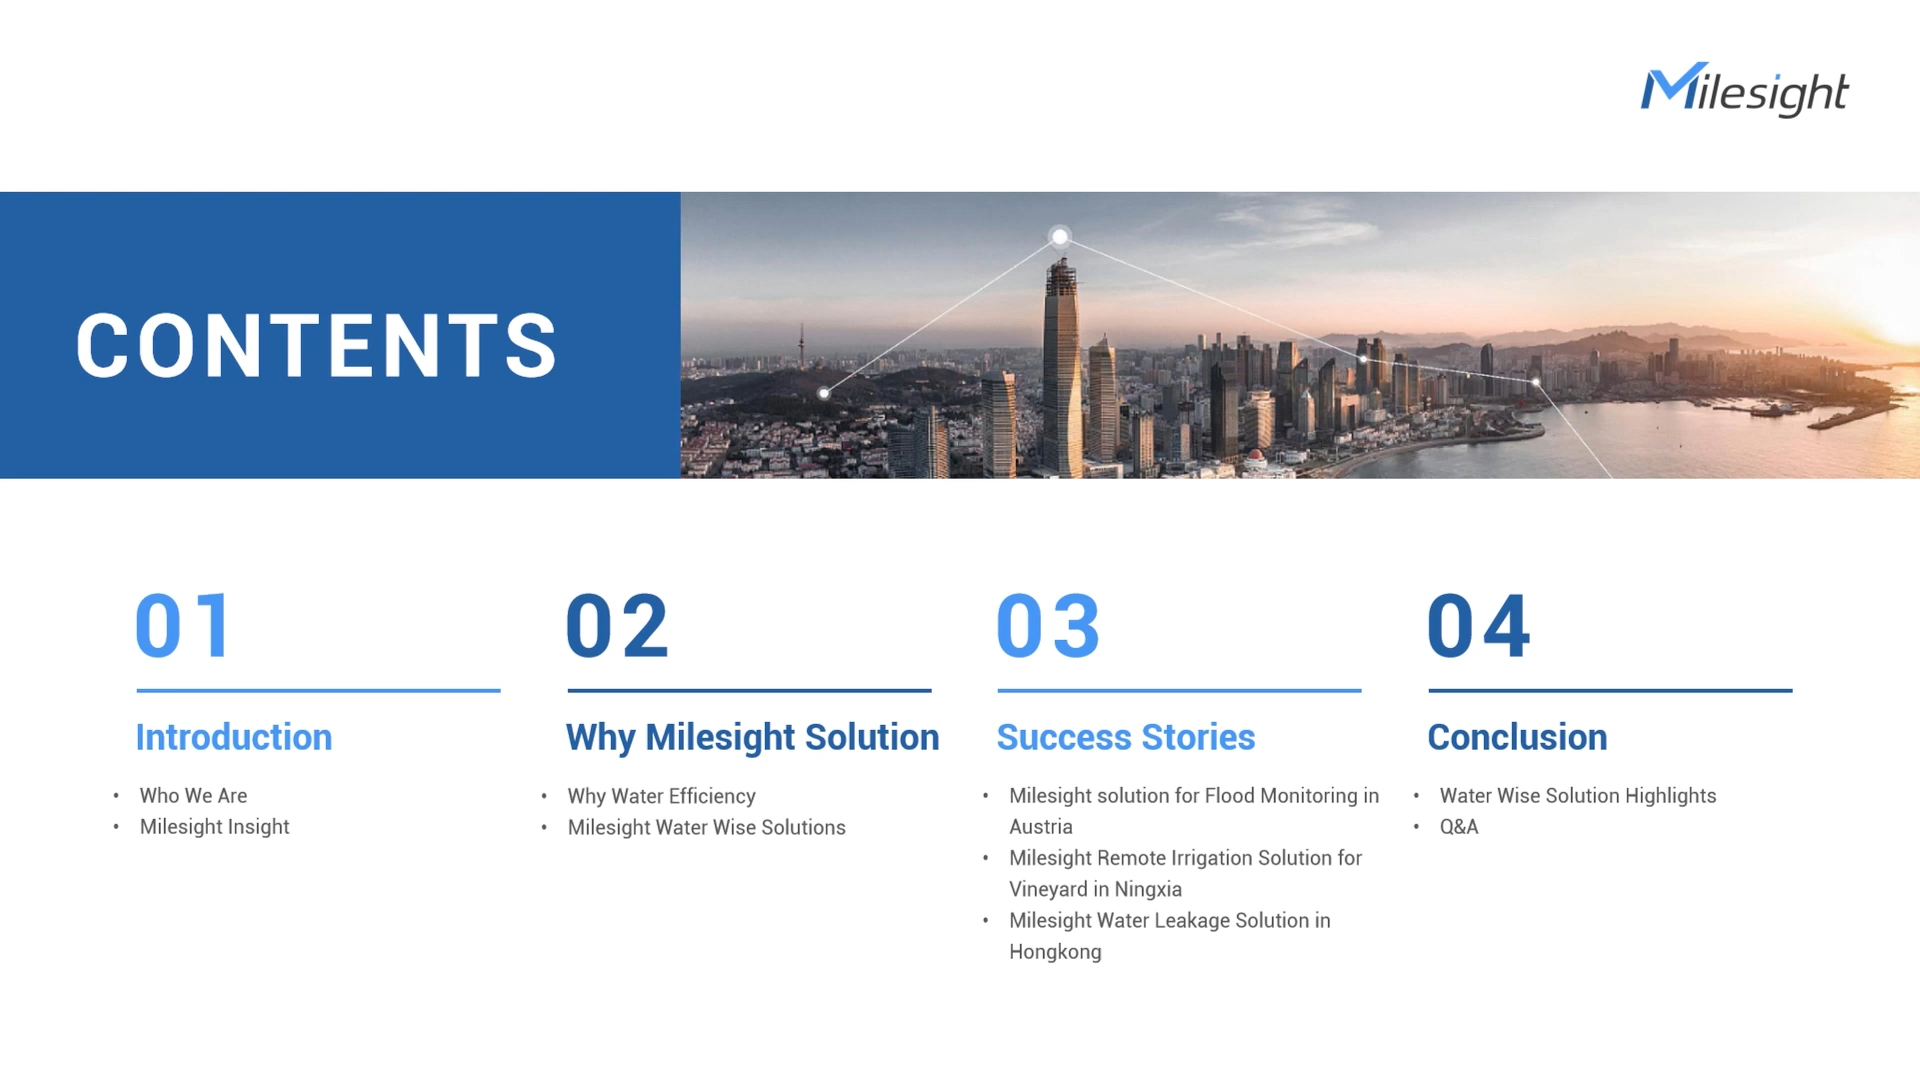 Milesight
CONTENTS
01
Introduction
• Who We Are
• Milesight Insight
02
Why Milesight Solution
• Why Water Efficiency
• Milesight Water Wise Solutions
03
Success Stories
• Milesight solution for Flood Monitoring in
Austria
• Milesight Remote Irrigation Solution for
Vineyard in Ningxia
• Milesight Water Leakage Solution in
Hongkong
04
Conclusion
• Water Wise Solution Highlights
• Q&A